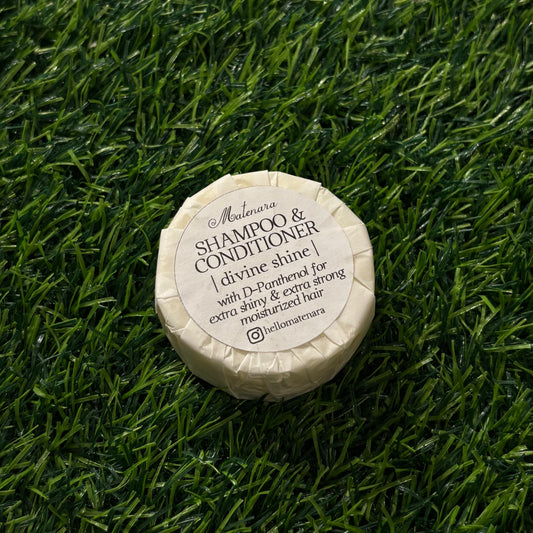 Matenara
SHAMPOO &
CONDITIONER
| divine shine |
with D-Panthenol for
extra shiny & extra strong
moisturized hair
hellomatenara